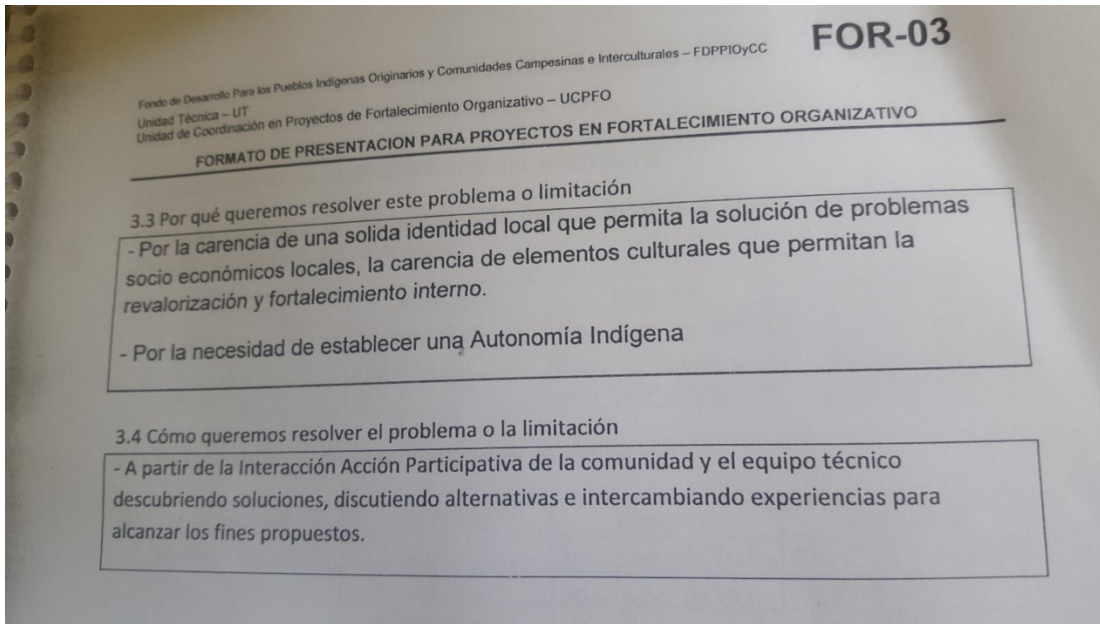 FOR-03
Fondo de Desarrollo Para los Pueblos Indígenas Originarios y Comunidades Campesinas e Interculturales – FDPPIOyCC
Unidad Técnica – UT
Unidad de Coordinación en Proyectos de Fortalecimiento Organizativo – UCPFO
FORMATO DE PRESENTACION PARA PROYECTOS EN FORTALECIMIENTO ORGANIZATIVO
3.3 Por qué queremos resolver este problema o limitación
- Por la carencia de una solida identidad local que permita la solución de problemas
socio económicos locales, la carencia de elementos culturales que permitan la
revalorización y fortalecimiento interno.
- Por la necesidad de establecer una Autonomía Indígena
3.4 Cómo queremos resolver el problema o la limitación
- A partir de la Interacción Acción Participativa de la comunidad y el equipo técnico
descubriendo soluciones, discutiendo alternativas e intercambiando experiencias para
alcanzar los fines propuestos.